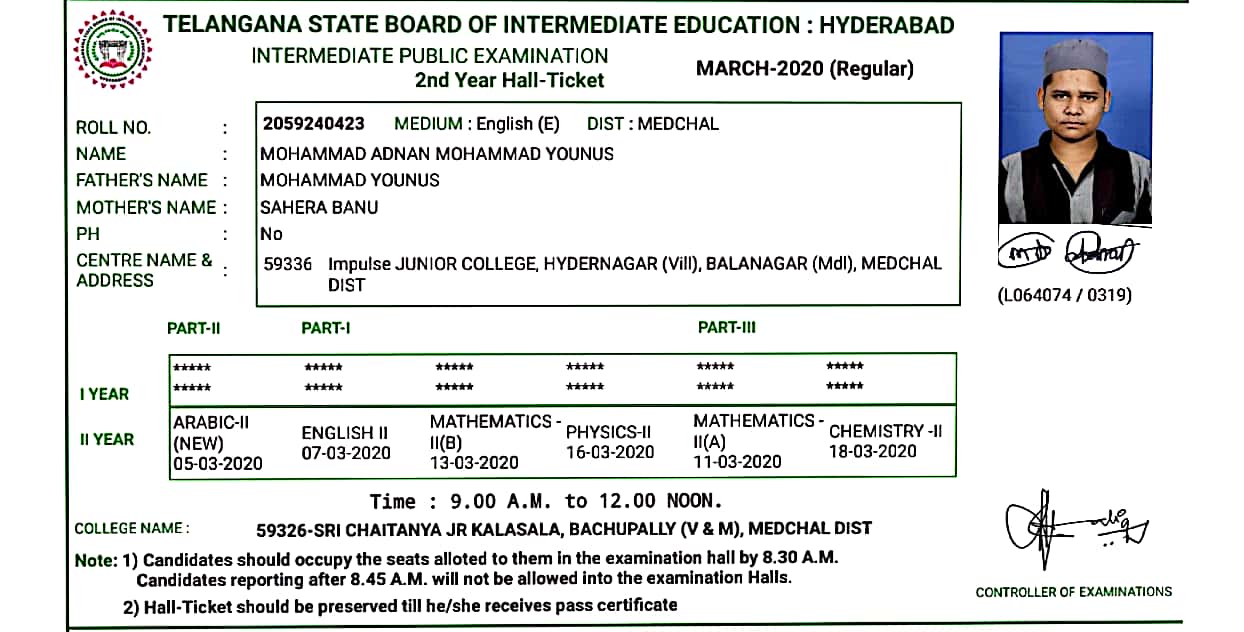 TELANGANA STATE BOARD OF INTERMEDIATE EDUCATION : HYDERABAD
INTERMEDIATE PUBLIC EXAMINATION
2nd Year Hall-Ticket
MARCH-2020 (Regular)
ROLL NO. : 2059240423 MEDIUM : English (E) DIST : MEDCHAL
NAME : MOHAMMAD ADNAN MOHAMMAD YOUNUS
FATHER'S NAME : MOHAMMAD YOUNUS
MOTHER'S NAME : SAHERA BANU
PH : No
CENTRE NAME & ADDRESS : 59336 Impulse JUNIOR COLLEGE, HYDERNAGAR (Vill), BALANAGAR (Mdl), MEDCHAL
DIST
(L064074 / 0319)
PART-II PART-I PART-III
I YEAR
***** ***** ***** ***** ***** *****
***** ***** ***** ***** ***** *****
II YEAR
ARABIC-II (NEW) 05-03-2020
ENGLISH II 07-03-2020
MATHEMATICS - II(B) 13-03-2020
PHYSICS-II 16-03-2020
MATHEMATICS - II(A) 11-03-2020
CHEMISTRY -II 18-03-2020
Time : 9.00 A.M. to 12.00 NOON.
COLLEGE NAME : 59326-SRI CHAITANYA JR KALASALA, BACHUPALLY (V & M), MEDCHAL DIST
Note: 1) Candidates should occupy the seats alloted to them in the examination hall by 8.30 A.M.
Candidates reporting after 8.45 A.M. will not be allowed into the examination Halls.
2) Hall-Ticket should be preserved till he/she receives pass certificate
CONTROLLER OF EXAMINATIONS